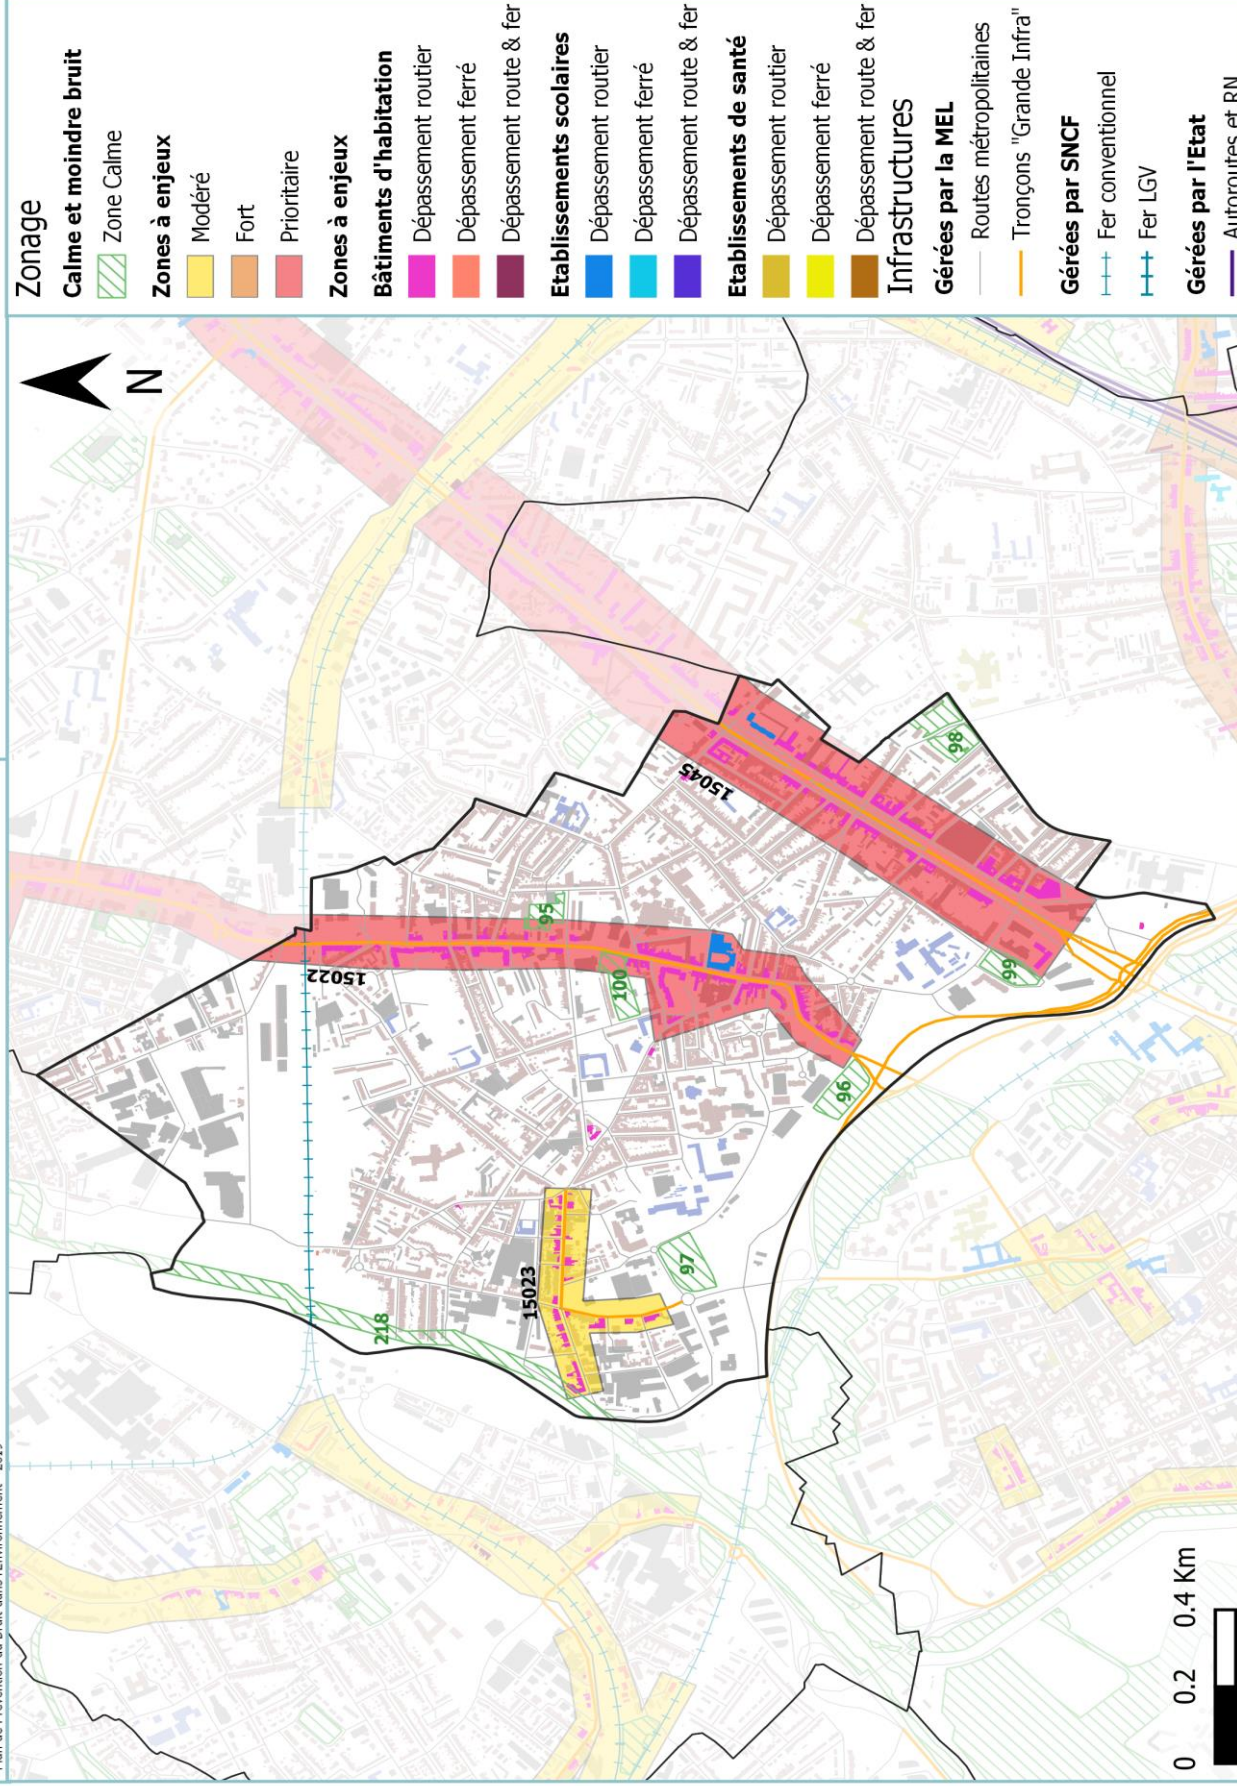 Zonage
Calme et moindre bruit
Zone Calme
Zones à enjeux
Modéré
Fort
Prioritaire
Zones à enjeux
Bâtiments d'habitation
Dépassement routier
Dépassement ferré
Dépassement route & fer
Etablissements scolaires
Dépassement routier
Dépassement ferré
Dépassement route & fer
Etablissements de santé
Dépassement routier
Dépassement ferré
Dépassement route & fer
Infrastructures
Gérées par la MEL
Routes métropolitaines
Tronçons "Grande Infra"
Gérées par SNCF
Fer conventionnel
Fer LGV
Gérées par l'Etat
Autoroutes et RN
N
15022
15023
15045
218
95
100
97
96
99
98
0 0.2 0.4 Km